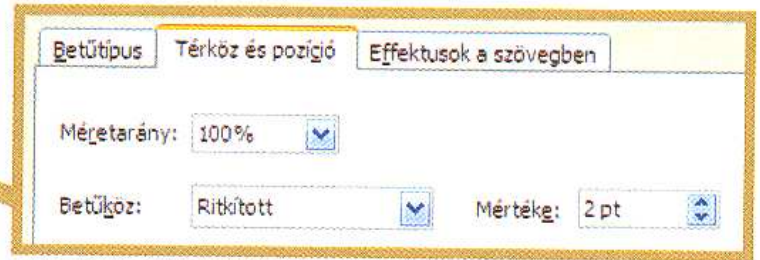 Betűtípus Térköz és pozíció Effektusok a szövegben
Méretarány: 100%
Betűköz: Ritkított Mértéke: 2 pt